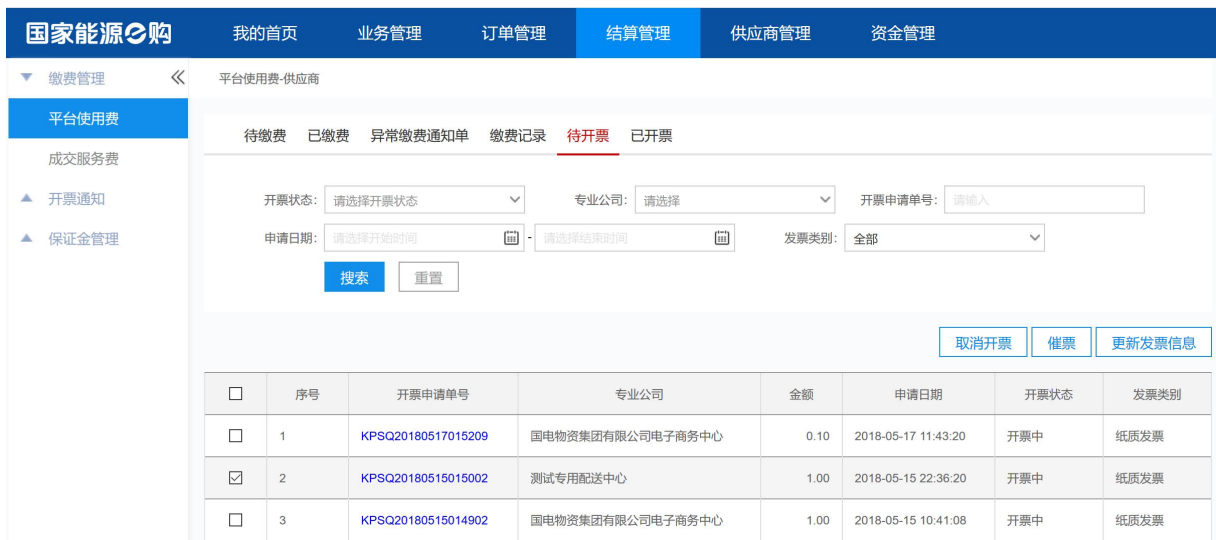 国家能源e购 我的首页 业务管理 订单管理 结算管理 供应商管理 资金管理
缴费管理 平台使用费-供应商
平台使用费
待缴费 已缴费 异常缴费通知单 缴费记录 待开票 已开票
成交服务费
开票通知
开票状态: 请选择开票状态 专业公司: 请选择 开票申请单号: 请输入
保证金管理
申请日期: 请选择开始时间 - 请选择结束时间 发票类别: 全部
搜索 重置
取消开票 催票 更新发票信息
序号 开票申请单号 专业公司 金额 申请日期 开票状态 发票类别
1 KPSQ20180517015209 国电物资集团有限公司电子商务中心 0.10 2018-05-17 11:43:20 开票中 纸质发票
2 KPSQ20180515015002 测试专用配送中心 1.00 2018-05-15 22:36:20 开票中 纸质发票
3 KPSQ20180515014902 国电物资集团有限公司电子商务中心 1.00 2018-05-15 10:41:08 开票中 纸质发票